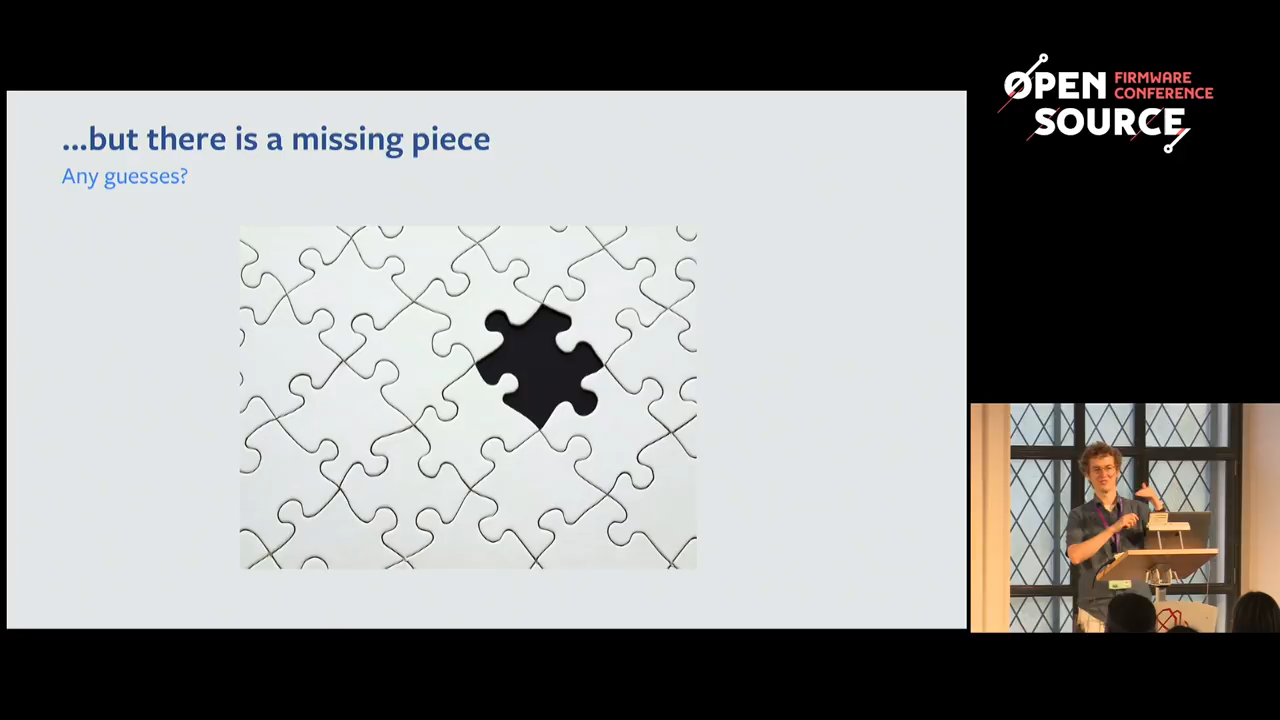 ...but there is a missing piece
Any guesses?
OPEN FIRMWARE
CONFERENCE
SOURCE